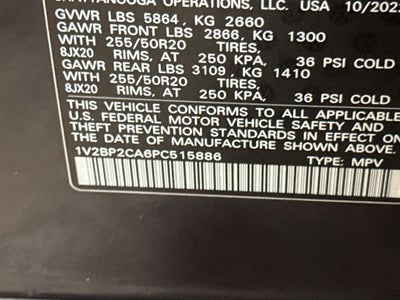 CHATTANOOGA OPERATIONS, LLC. USA 10/202
GVWR LBS 5864, KG 2660
GAWR FRONT LBS 2866, KG 1300
WITH 255/50R20 TIRES,
8JX20 RIMS, AT 250 KPA, 36 PSI COLD
GAWR REAR LBS 3109, KG 1410
WITH 255/50R20 TIRES,
8JX20 RIMS, AT 250 KPA, 36 PSI COLD
THIS VEHICLE CONFORMS TO ALL APPLICABLE
U.S. FEDERAL MOTOR VEHICLE SAFETY AND
THEFT PREVENTION STANDARDS IN EFFECT ON
THE DATE OF MANUFACTURE SHOWN ABOVE.
1V2BP2CA6PC515886 TYPE: MPV